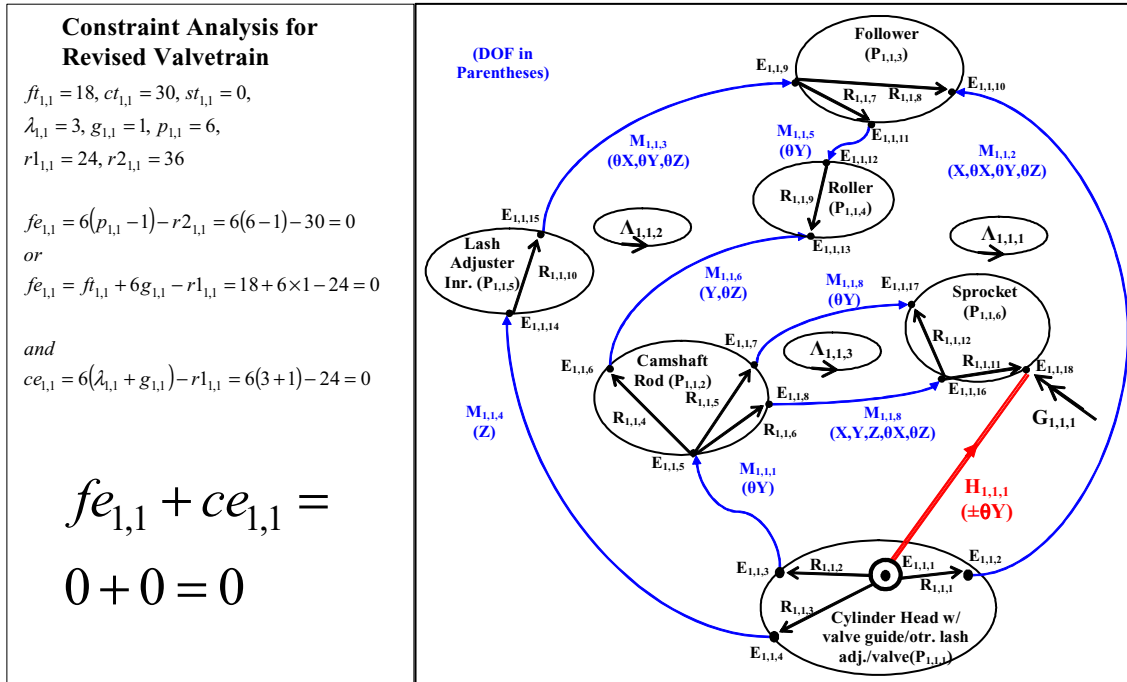 Constraint Analysis for
Revised Valvetrain
ft1,1 = 18, ct1,1 = 30, st1,1 = 0,
λ1,1 = 3, g1,1 = 1, p1,1 = 6,
r11,1 = 24, r21,1 = 36
fe1,1 = 6(p1,1 − 1) − r21,1 = 6(6 − 1) − 30 = 0
or
fe1,1 = ft1,1 + 6g1,1 − r11,1 = 18 + 6 × 1 − 24 = 0
and
ce1,1 = 6(λ1,1 + g1,1) − r11,1 = 6(3 + 1) − 24 = 0
fe1,1 + ce1,1 =
0 + 0 = 0
(DOF in
Parentheses)
Follower
(P1,1,3)
E1,1,9
R1,1,7
R1,1,8
E1,1,10
E1,1,11
M1,1,3
(θX,θY,θZ)
M1,1,5
(θY)
M1,1,2
(X,θX,θY,θZ)
E1,1,12
R1,1,9
Roller
(P1,1,4)
E1,1,13
E1,1,15
Λ1,1,2
Λ1,1,1
Lash
Adjuster
Inr. (P1,1,5)
R1,1,10
E1,1,14
M1,1,6
(Y,θZ)
M1,1,8
(θY)
E1,1,17
Sprocket
(P1,1,6)
R1,1,12
R1,1,11
E1,1,18
E1,1,16
G1,1,1
E1,1,7
Λ1,1,3
E1,1,6
Camshaft
Rod (P1,1,2)
E1,1,8
R1,1,5
R1,1,4
R1,1,6
E1,1,5
M1,1,8
(X,Y,Z,θX,θZ)
M1,1,4
(Z)
M1,1,1
(θY)
H1,1,1
(±θY)
E1,1,3
R1,1,2
E1,1,1
E1,1,2
R1,1,1
R1,1,3
E1,1,4
Cylinder Head w/
valve guide/otr. lash
adj./valve(P1,1,1)